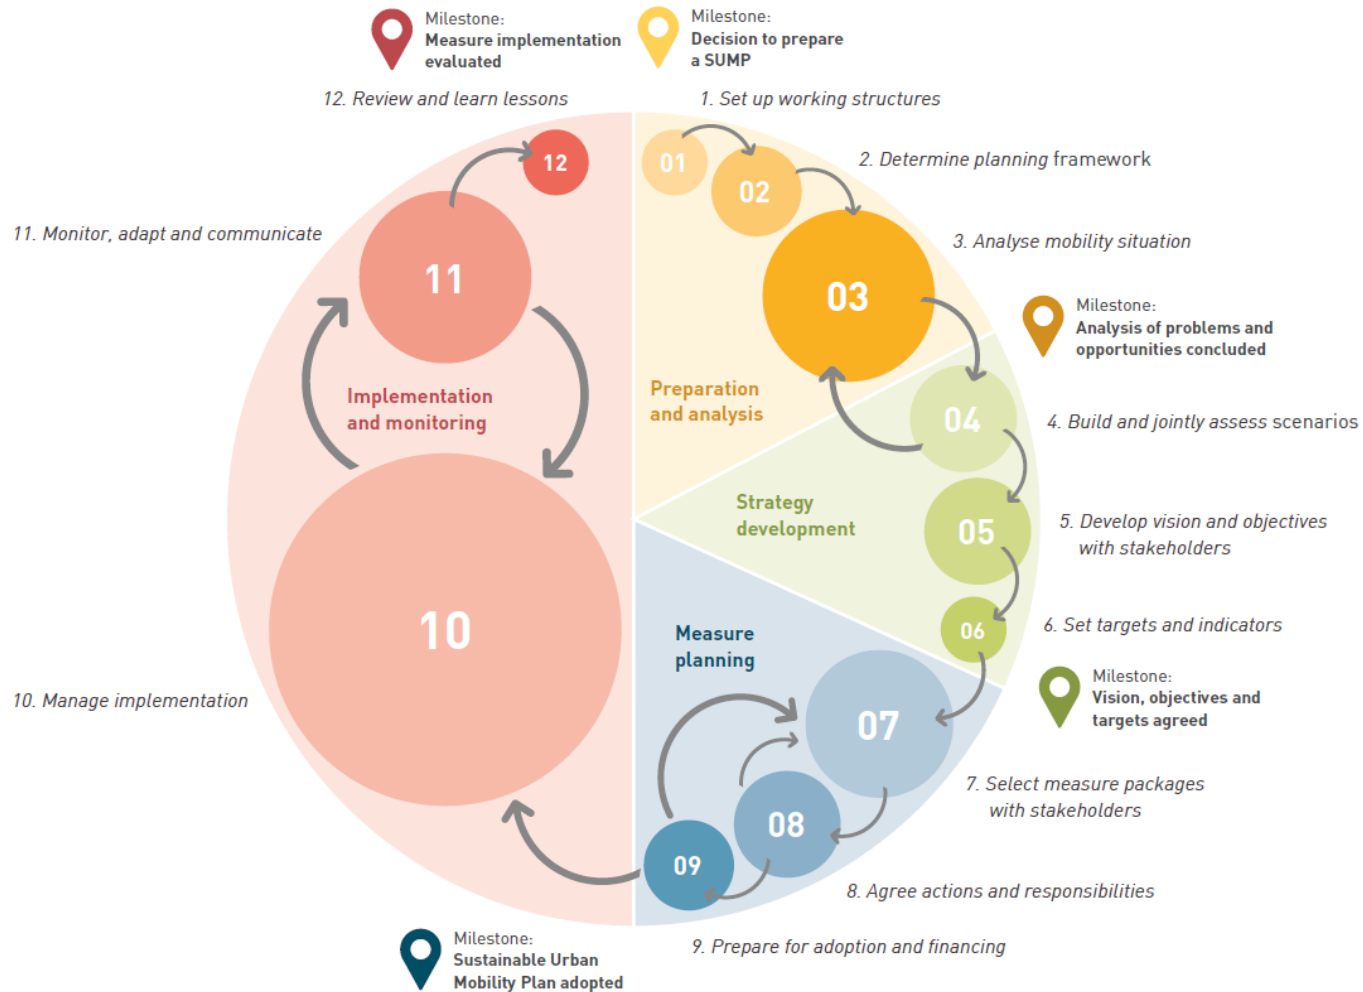 Milestone:
Measure implementation
evaluated
Milestone:
Decision to prepare
a SUMP
12. Review and learn lessons
1. Set up working structures
12
01
02
2. Determine planning framework
11. Monitor, adapt and communicate
3. Analyse mobility situation
11
03
Milestone:
Analysis of problems and
opportunities concluded
Implementation
and monitoring
Preparation
and analysis
04
4. Build and jointly assess scenarios
Strategy
development
05
5. Develop vision and objectives
with stakeholders
10
06
6. Set targets and indicators
Measure
planning
Milestone:
Vision, objectives and
targets agreed
10. Manage implementation
07
7. Select measure packages
with stakeholders
08
09
8. Agree actions and responsibilities
Milestone:
Sustainable Urban
Mobility Plan adopted
9. Prepare for adoption and financing